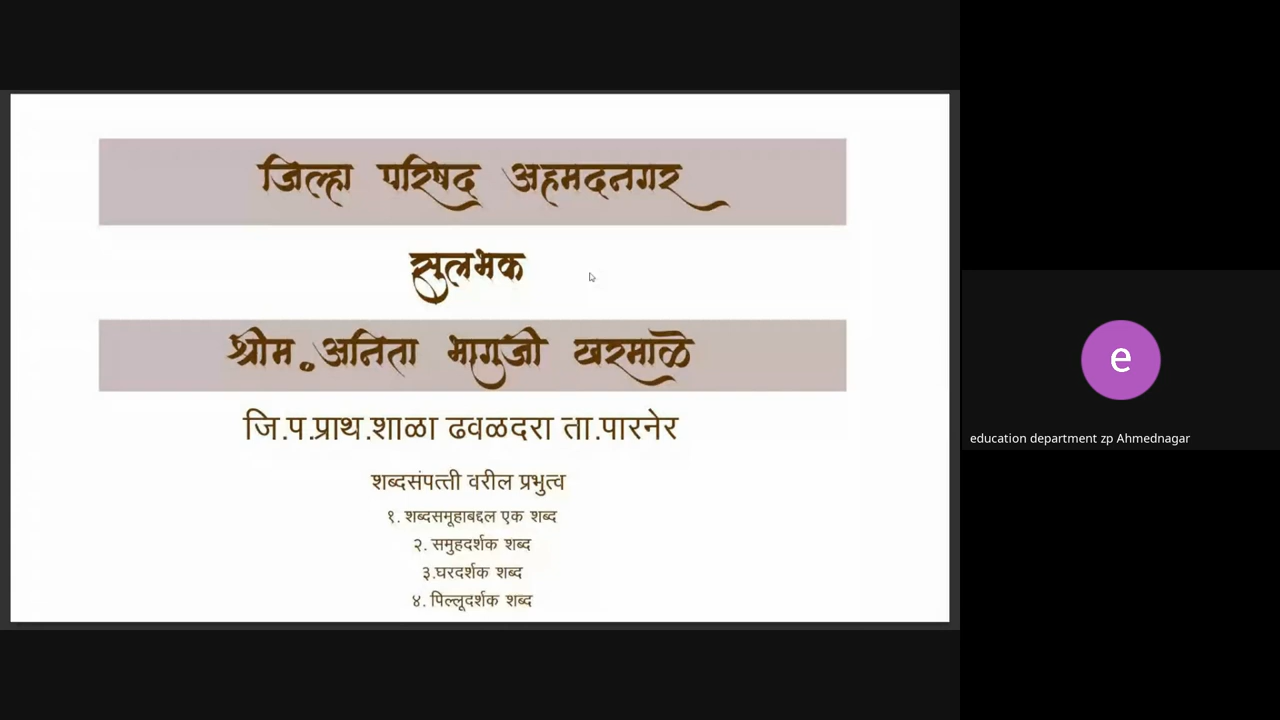 जिल्हा परिषद अहमदनगर
सुलभक
श्रीम.अनिता भागुजी खरमाळे
जि.प.प्राथ.शाळा ढवळदरा ता.पारनेर
शब्दसंपत्ती वरील प्रभुत्व
१. शब्दसमूहाबद्दल एक शब्द
२. समुहदर्शक शब्द
३.घरदर्शक शब्द
४. पिल्लूदर्शक शब्द
e
education department zp Ahmednagar